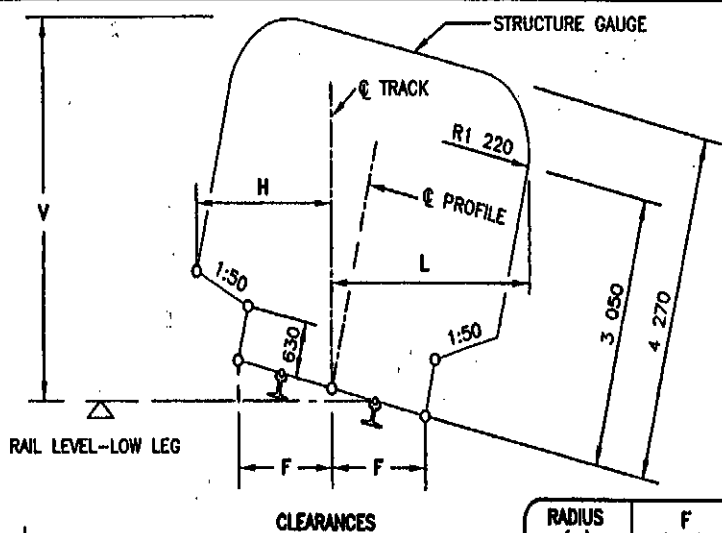 STRUCTURE GAUGE
℄ TRACK
R1 220
H
V
℄ PROFILE
L
1:50
1:50
630
3 050
4 270
RAIL LEVEL-LOW LEG
F
F
CLEARANCES
RADIUS
F